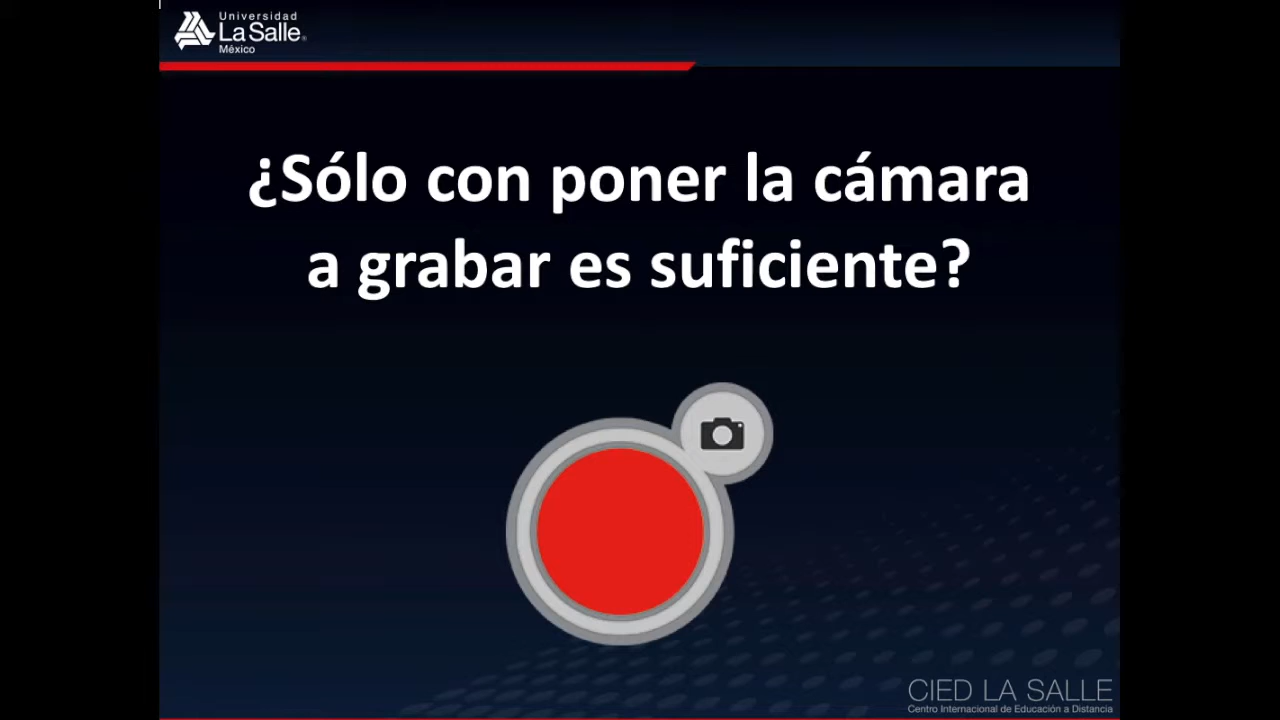 Universidad
La Salle
México
¿Sólo con poner la cámara
a grabar es suficiente?
CIED LA SALLE
Centro Internacional de Educación a Distancia